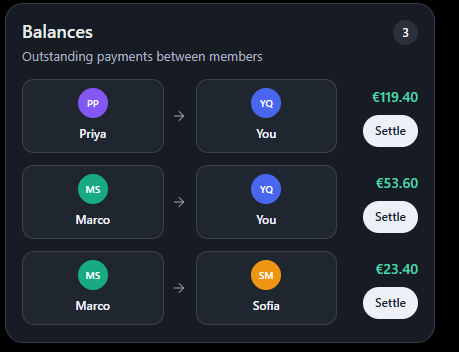 Balances 3
Outstanding payments between members
PP YQ €119.40
Priya → You Settle
MS YQ €53.60
Marco → You Settle
MS SM €23.40
Marco → Sofia Settle